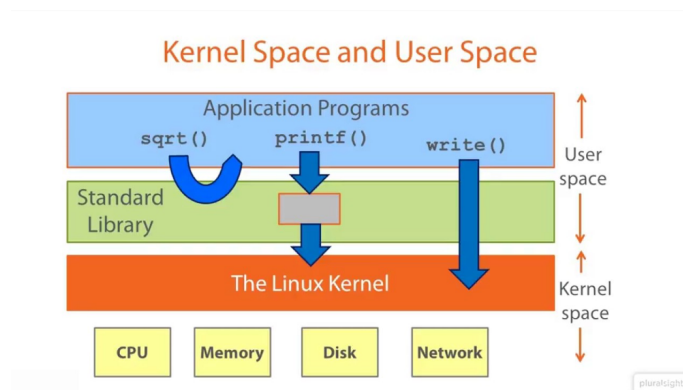 Kernel Space and User Space
Application Programs
sqrt()
printf()
write()
User
space
Standard
Library
The Linux Kernel
Kernel
space
CPU
Memory
Disk
Network
pluralsight